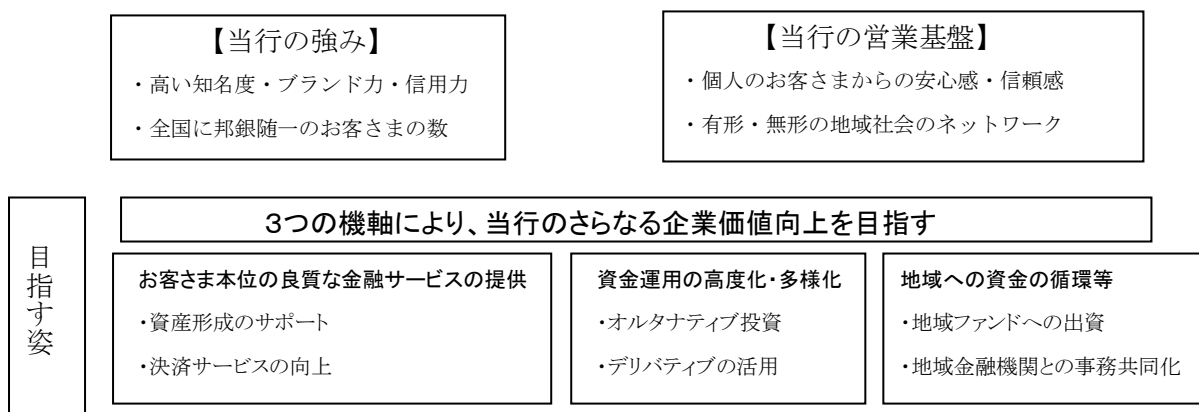 【当行の強み】
・高い知名度・ブランド力・信用力
・全国に邦銀随一のお客さまの数
【当行の営業基盤】
・個人のお客さまからの安心感・信頼感
・有形・無形の地域社会のネットワーク
目指す姿
３つの機軸により、当行のさらなる企業価値向上を目指す
お客さま本位の良質な金融サービスの提供
・資産形成のサポート
・決済サービスの向上
資金運用の高度化・多様化
・オルタナティブ投資
・デリバティブの活用
地域への資金の循環等
・地域ファンドへの出資
・地域金融機関との事務共同化